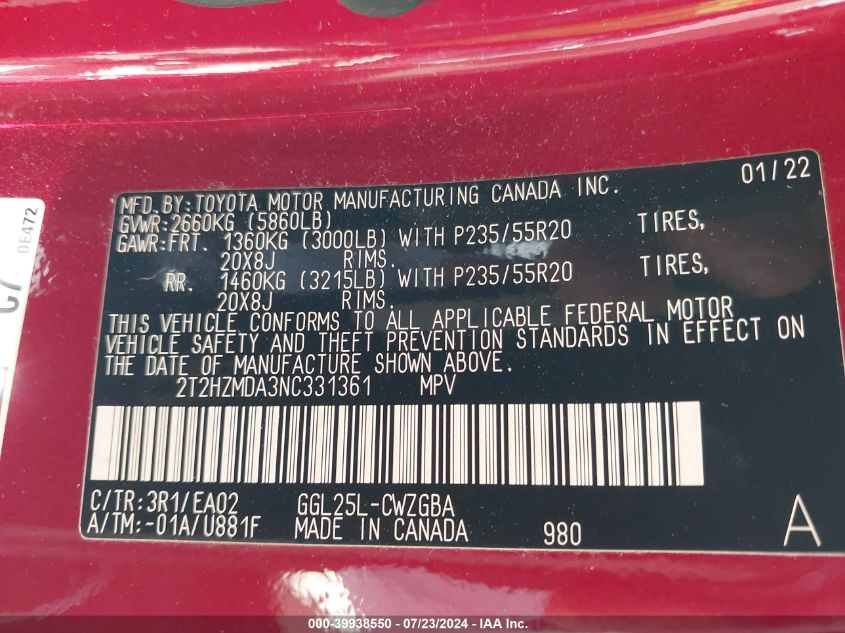 01/22
MFD. BY: TOYOTA MOTOR MANUFACTURING CANADA INC.
GVWR: 2660KG (5860LB)
GAWR: FRT. 1360KG (3000LB) WITH P235/55R20 TIRES,
20X8J RIMS.
RR. 1460KG (3215LB) WITH P235/55R20 TIRES,
20X8J RIMS.
THIS VEHICLE CONFORMS TO ALL APPLICABLE FEDERAL MOTOR
VEHICLE SAFETY AND THEFT PREVENTION STANDARDS IN EFFECT ON
THE DATE OF MANUFACTURE SHOWN ABOVE.
2T2HZMDA3NC331361 MPV
C/TR: 3R1/EA02 GGL25L-CWZGBA
A/TM: -01A/U881F MADE IN CANADA 980 A
0E472
000-39938550 - 07/23/2024 - IAA, Inc.